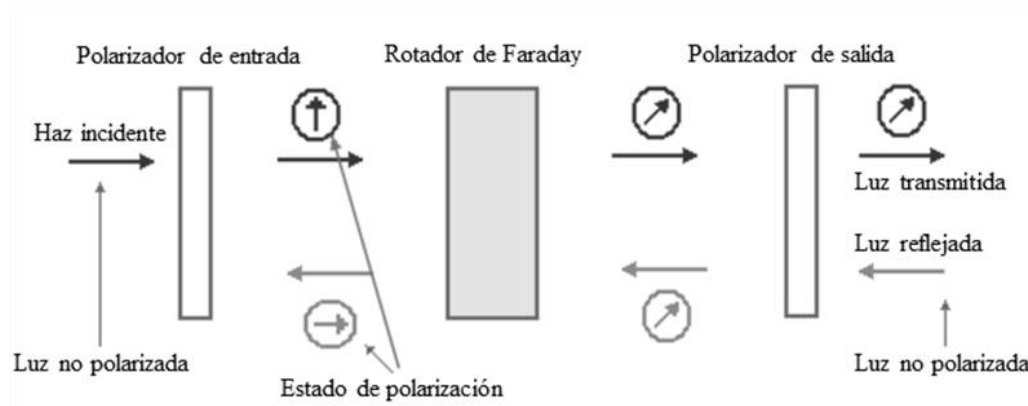 Polarizador de entrada
Rotador de Faraday
Polarizador de salida
Haz incidente
Luz transmitida
Luz reflejada
Luz no polarizada
Luz no polarizada
Estado de polarización